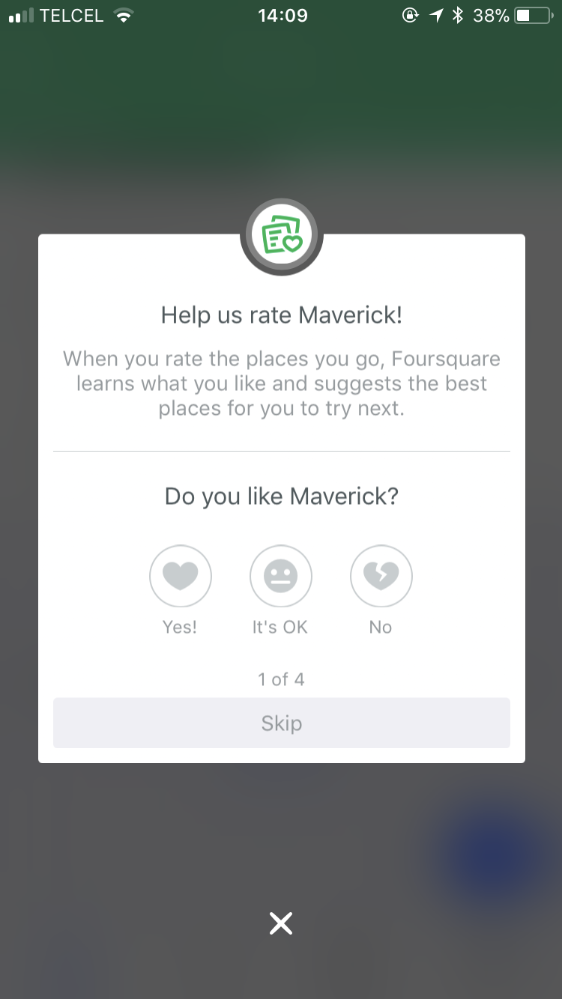 TELCEL 14:09 38%
Help us rate Maverick!
When you rate the places you go, Foursquare
learns what you like and suggests the best
places for you to try next.
Do you like Maverick?
Yes! It's OK No
1 of 4
Skip